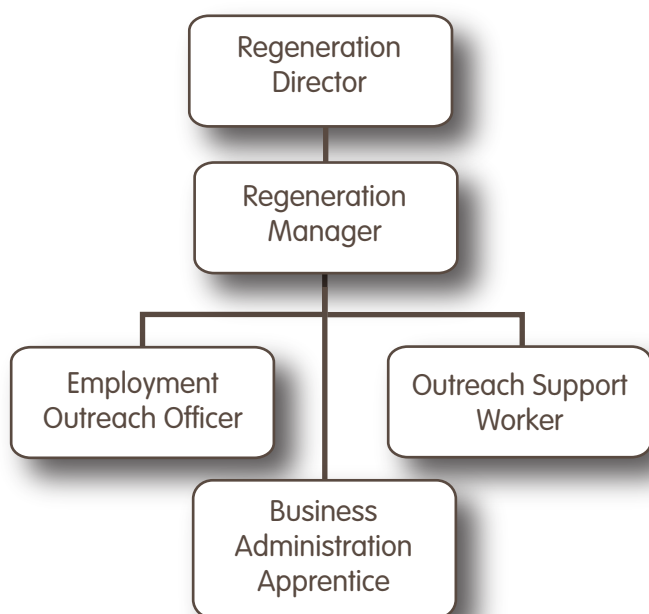 Regeneration
Director
Regeneration
Manager
Employment
Outreach Officer
Outreach Support
Worker
Business
Administration
Apprentice